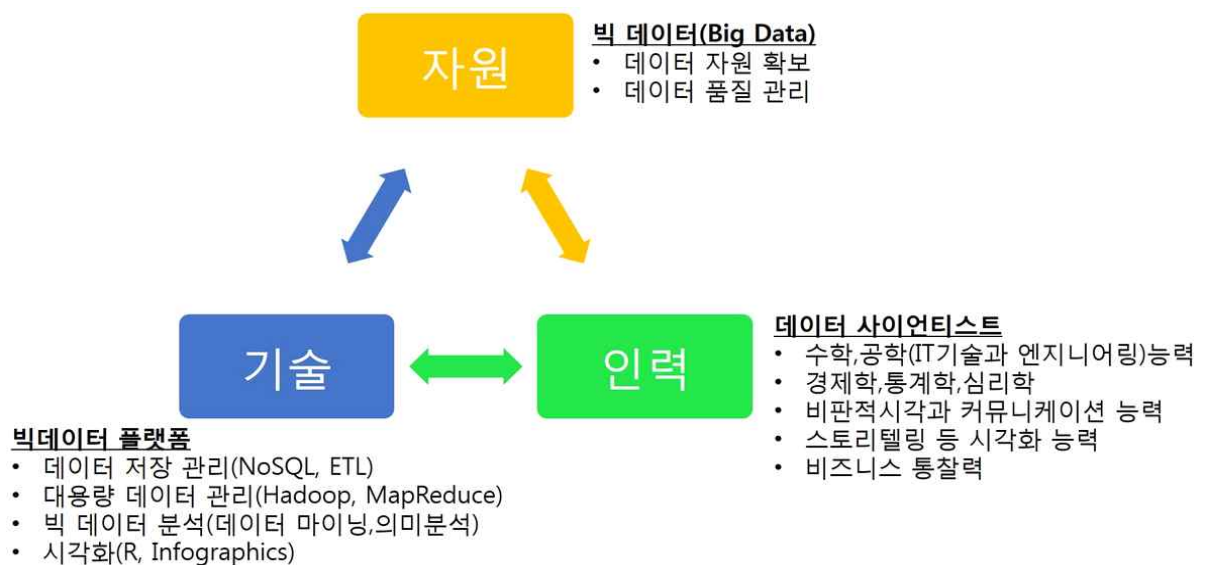 자원
빅 데이터(Big Data)
• 데이터 자원 확보
• 데이터 품질 관리
기술
인력
데이터 사이언티스트
• 수학,공학(IT기술과 엔지니어링)능력
• 경제학,통계학,심리학
• 비판적시각과 커뮤니케이션 능력
• 스토리텔링 등 시각화 능력
• 비즈니스 통찰력
빅데이터 플랫폼
• 데이터 저장 관리(NoSQL, ETL)
• 대용량 데이터 관리(Hadoop, MapReduce)
• 빅 데이터 분석(데이터 마이닝,의미분석)
• 시각화(R, Infographics)